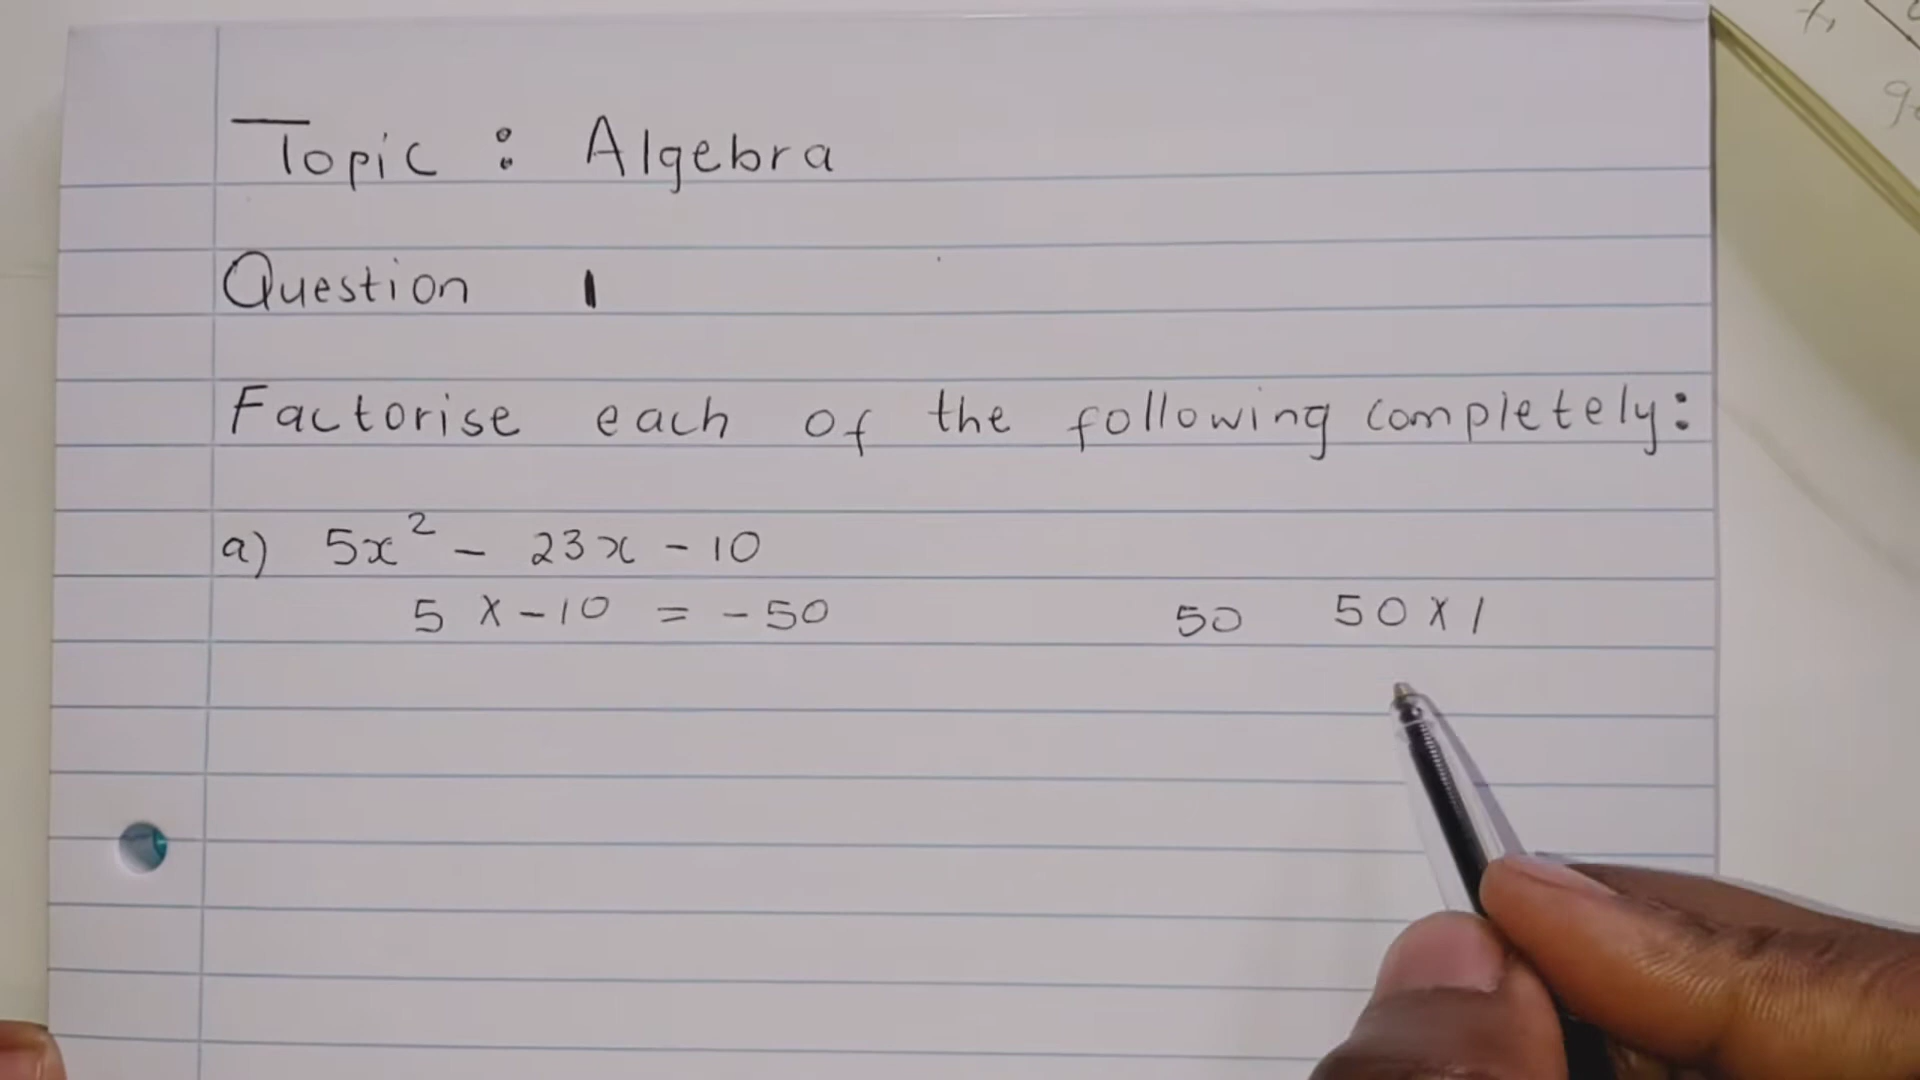 Topic : Algebra
Question 1
Factorise each of the following completely:
a) 5x² - 23x - 10
5 x -10 = -50 50 50 x 1